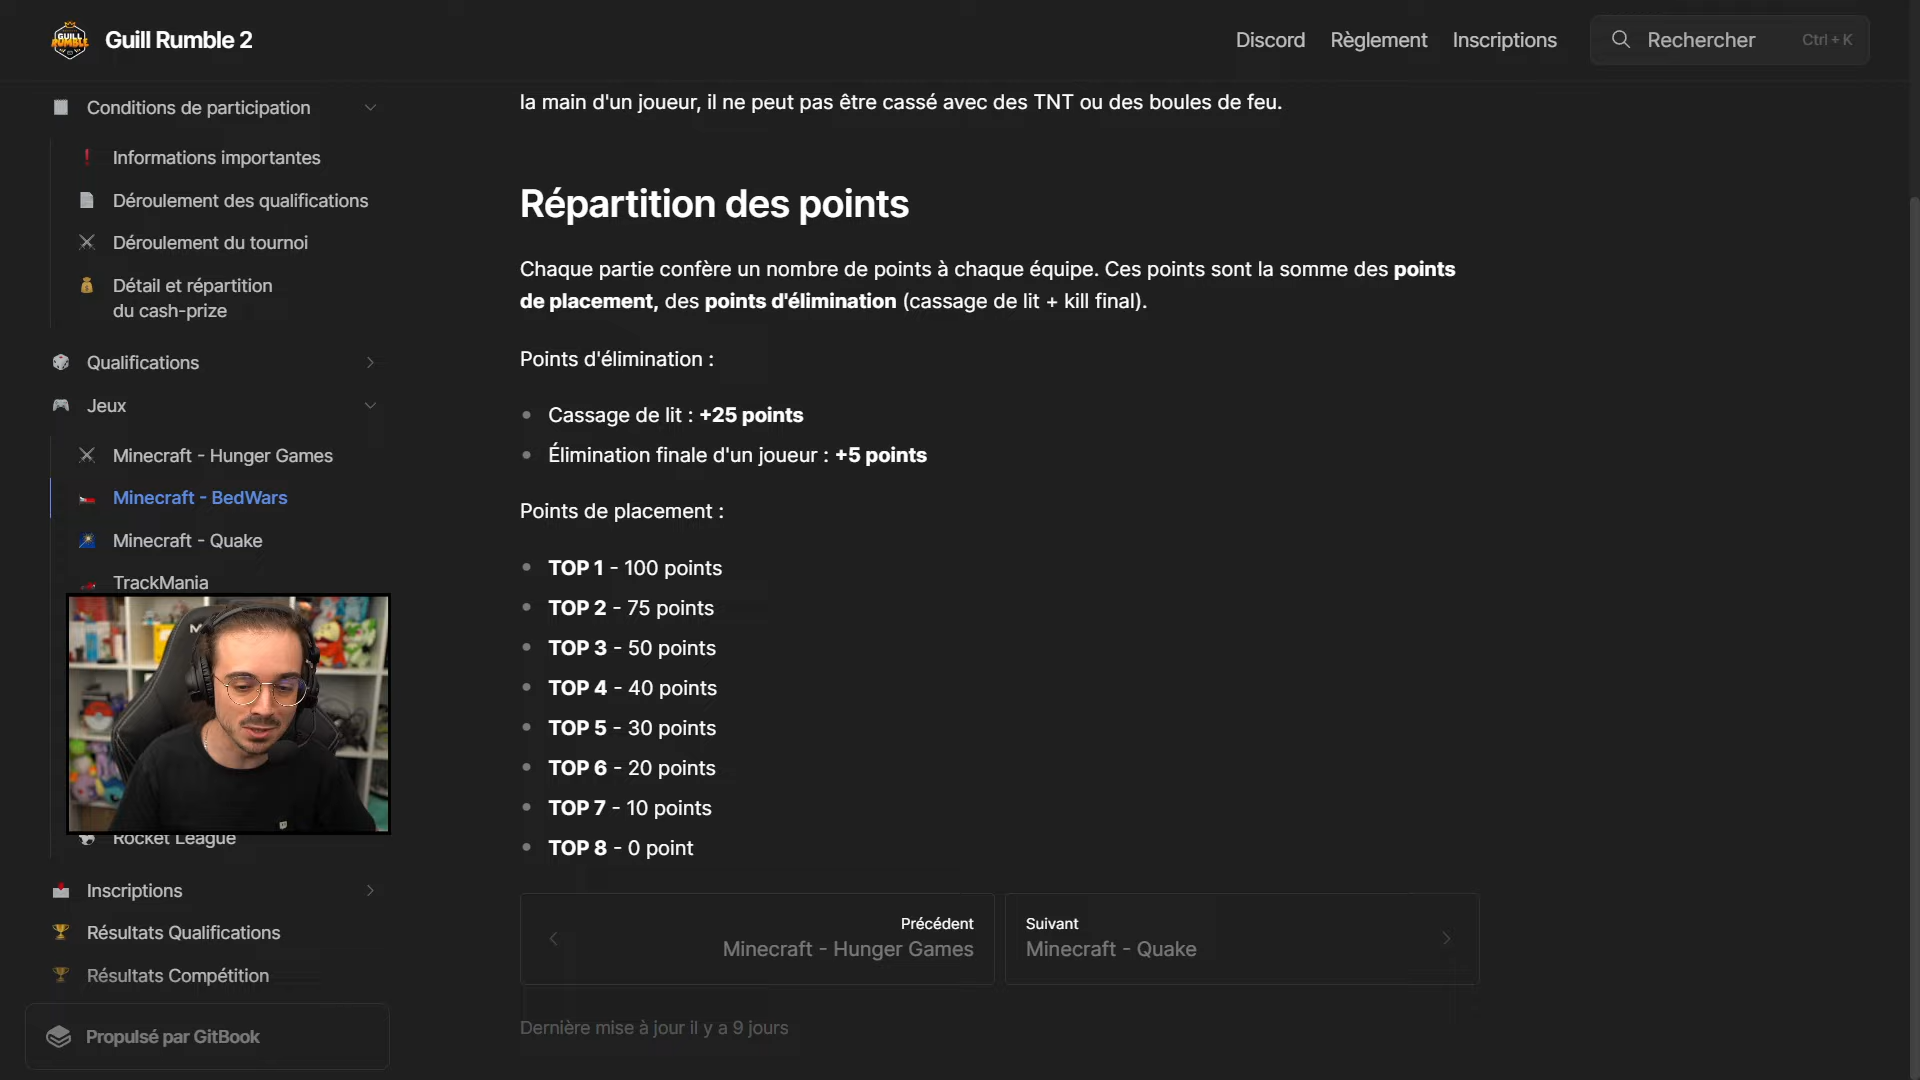 GUILL
RUMBLE
Guill Rumble 2
Discord
Règlement
Inscriptions
Rechercher
Ctrl + K
Conditions de participation
Informations importantes
Déroulement des qualifications
Déroulement du tournoi
Détail et répartition
du cash-prize
Qualifications
Jeux
Minecraft - Hunger Games
Minecraft - BedWars
Minecraft - Quake
TrackMania
Rocket League
Inscriptions
Résultats Qualifications
Résultats Compétition
Propulsé par GitBook
la main d'un joueur, il ne peut pas être cassé avec des TNT ou des boules de feu.
Répartition des points
Chaque partie confère un nombre de points à chaque équipe. Ces points sont la somme des points
de placement, des points d'élimination (cassage de lit + kill final).
Points d'élimination :
Cassage de lit : +25 points
Élimination finale d'un joueur : +5 points
Points de placement :
TOP 1 - 100 points
TOP 2 - 75 points
TOP 3 - 50 points
TOP 4 - 40 points
TOP 5 - 30 points
TOP 6 - 20 points
TOP 7 - 10 points
TOP 8 - 0 point
Précédent
Minecraft - Hunger Games
Suivant
Minecraft - Quake
Dernière mise à jour il y a 9 jours